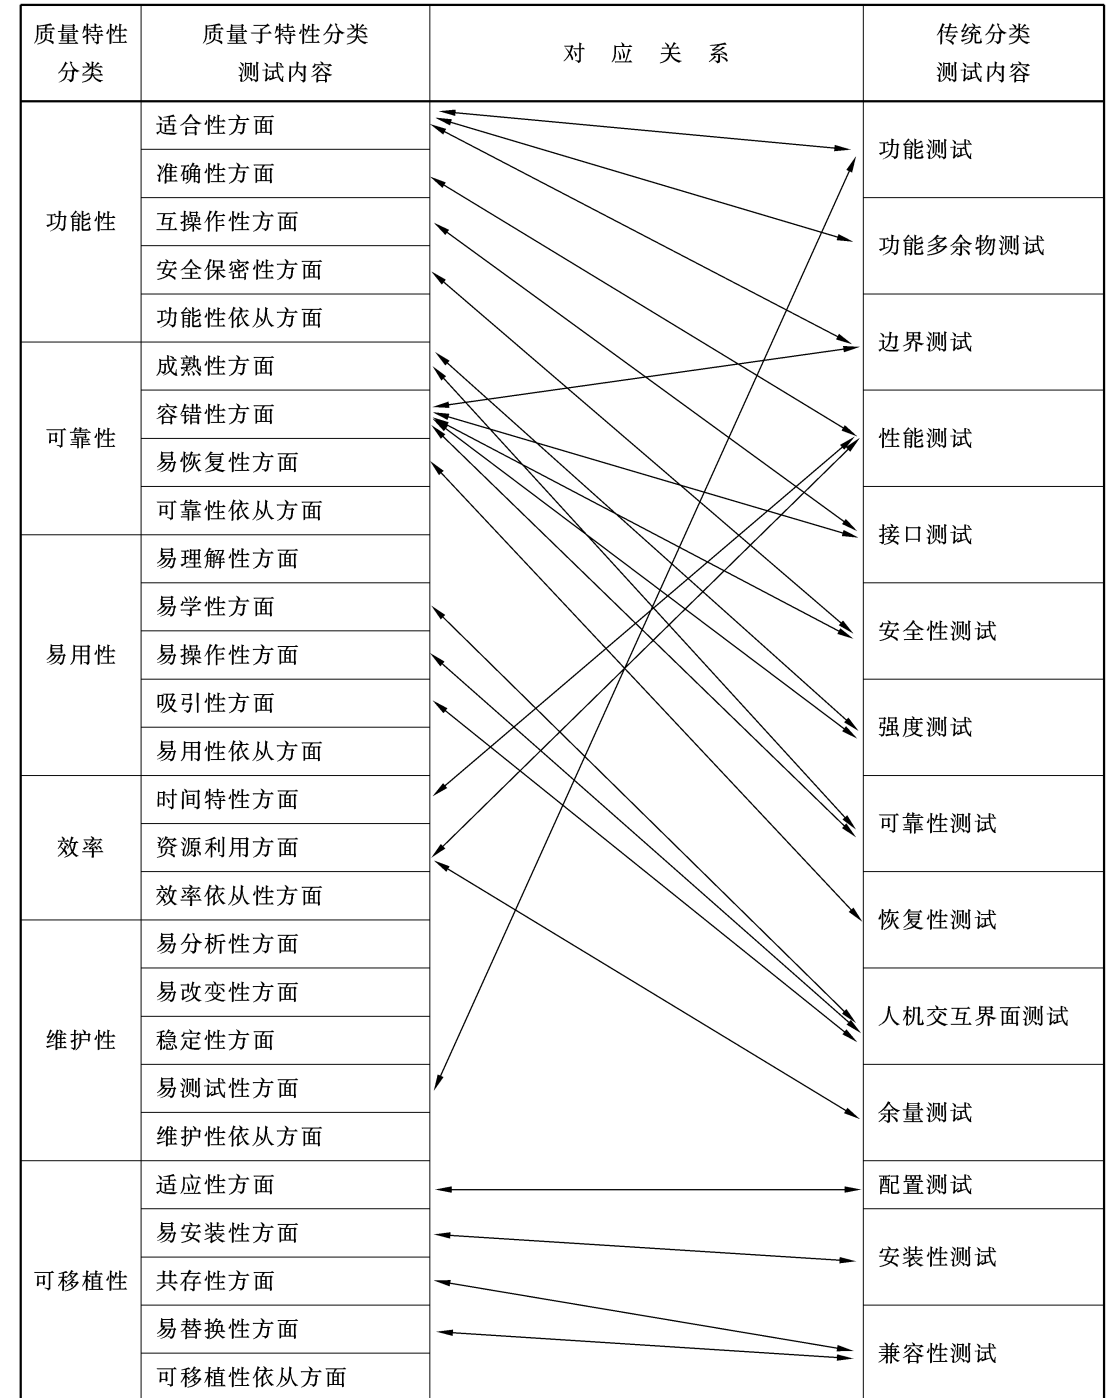 质量特性
分类
质量子特性分类
测试内容
对应关系
传统分类
测试内容
功能性
适合性方面
准确性方面
互操作性方面
安全保密性方面
功能性依从方面
可靠性
成熟性方面
容错性方面
易恢复性方面
可靠性依从方面
易用性
易理解性方面
易学性方面
易操作性方面
吸引性方面
易用性依从方面
效率
时间特性方面
资源利用方面
效率依从性方面
维护性
易分析性方面
易改变性方面
稳定性方面
易测试性方面
维护性依从方面
可移植性
适应性方面
易安装性方面
共存性方面
易替换性方面
可移植性依从方面
功能测试
功能多余物测试
边界测试
性能测试
接口测试
安全性测试
强度测试
可靠性测试
恢复性测试
人机交互界面测试
余量测试
配置测试
安装性测试
兼容性测试